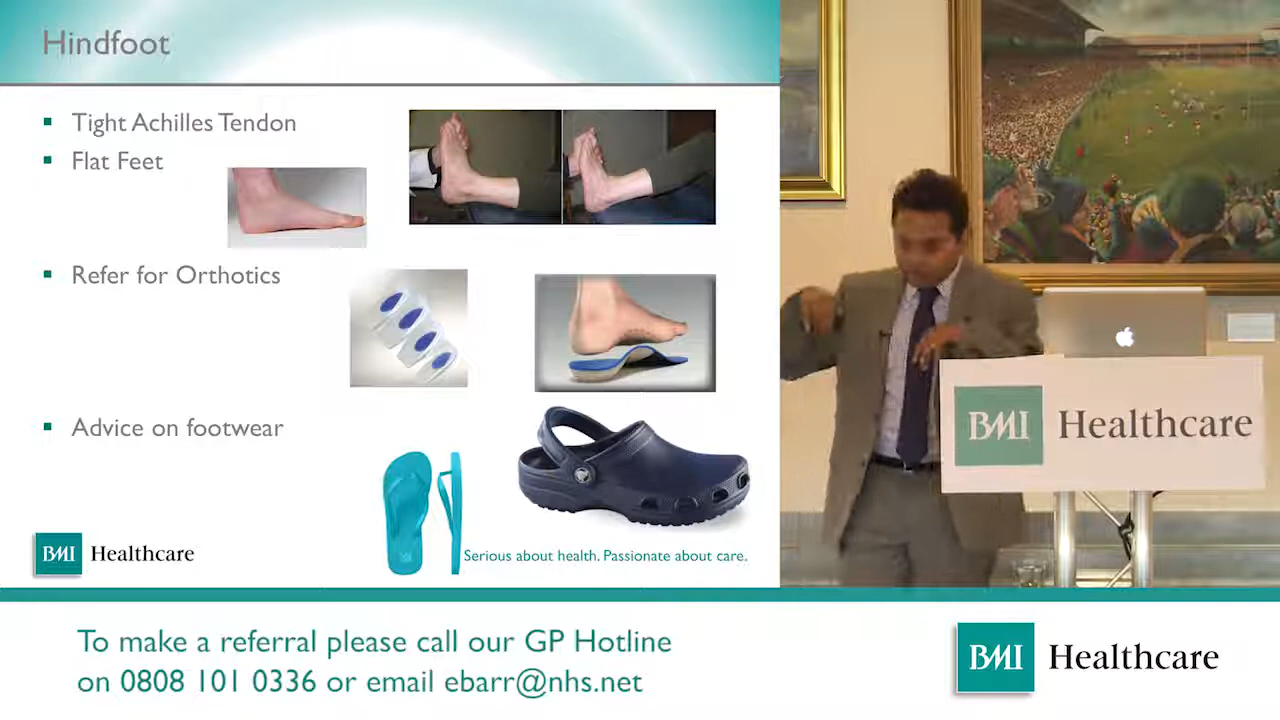 Hindfoot
Tight Achilles Tendon
Flat Feet
Refer for Orthotics
Advice on footwear
BMI Healthcare
Serious about health. Passionate about care.
BMI Healthcare
To make a referral please call our GP Hotline
on 0808 101 0336 or email ebarr@nhs.net
BMI Healthcare